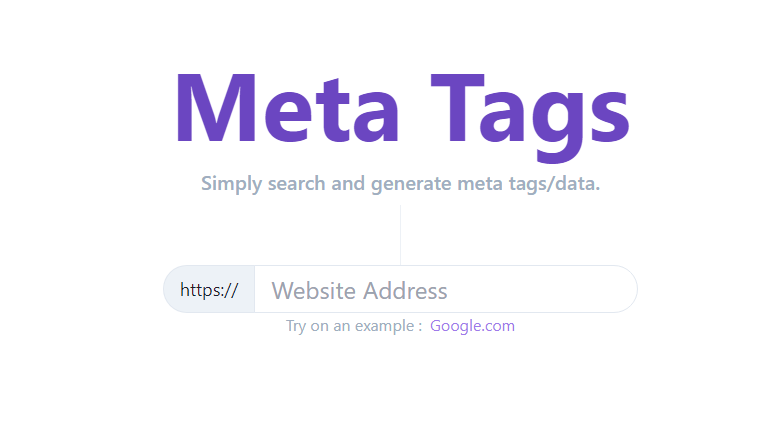 Meta Tags
Simply search and generate meta tags/data.
https:// Website Address
Try on an example : Google.com